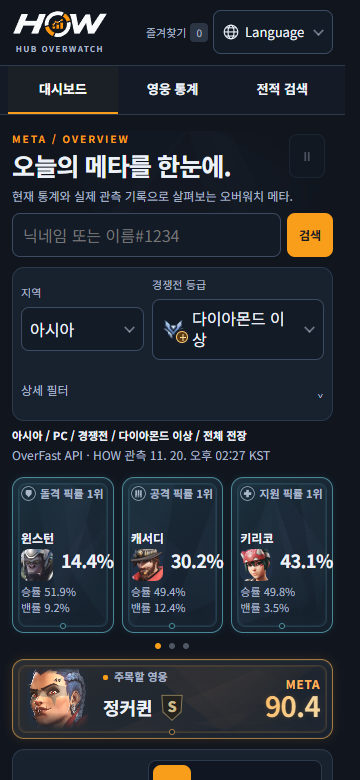 HOW
HUB OVERWATCH
즐겨찾기 0
Language
대시보드 영웅 통계 전적 검색
META / OVERVIEW
오늘의 메타를 한눈에.
현재 통계와 실제 관측 기록으로 살펴보는 오버워치 메타.
닉네임 또는 이름#1234 검색
지역
아시아
경쟁전 등급
다이아몬드 이
상
상세 필터
아시아 / PC / 경쟁전 / 다이아몬드 이상 / 전체 전장
OverFast API · HOW 관측 11. 20. 오후 02:27 KST
돌격 픽률 1위
윈스턴
14.4%
승률 51.9%
밴률 9.2%
공격 픽률 1위
캐서디
30.2%
승률 49.4%
밴률 12.4%
지원 픽률 1위
키리코
43.1%
승률 49.8%
밴률 3.5%
주목할 영웅
정커퀸 S
META
90.4